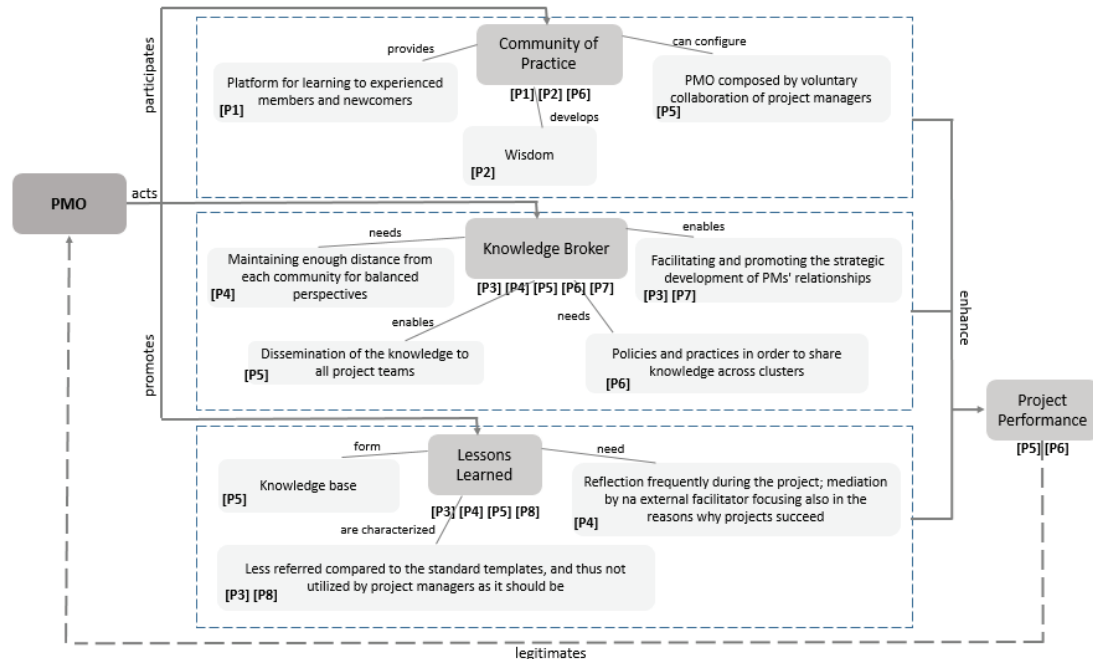 participates
provides
Community of
Practice
can configure
Platform for learning to experienced
members and newcomers
[P1]
[P1] [P2] [P6]
PMO composed by voluntary
collaboration of project managers
[P5]
develops
Wisdom
[P2]
PMO
acts
needs
Knowledge Broker
enables
Maintaining enough distance from
each community for balanced
perspectives
[P4]
[P3] [P4] [P5] [P6] [P7]
Facilitating and promoting the strategic
development of PMs' relationships
[P3] [P7]
enables
needs
Dissemination of the knowledge to
all project teams
[P5]
Policies and practices in order to share
knowledge across clusters
[P6]
enhance
promotes
Project
Performance
[P5] [P6]
form
Lessons
Learned
need
Knowledge base
[P5]
[P3] [P4] [P5] [P8]
Reflection frequently during the project; mediation
by na external facilitator focusing also in the
reasons why projects succeed
[P4]
are characterized
Less referred compared to the standard templates, and thus not
utilized by project managers as it should be
[P3] [P8]
legitimates